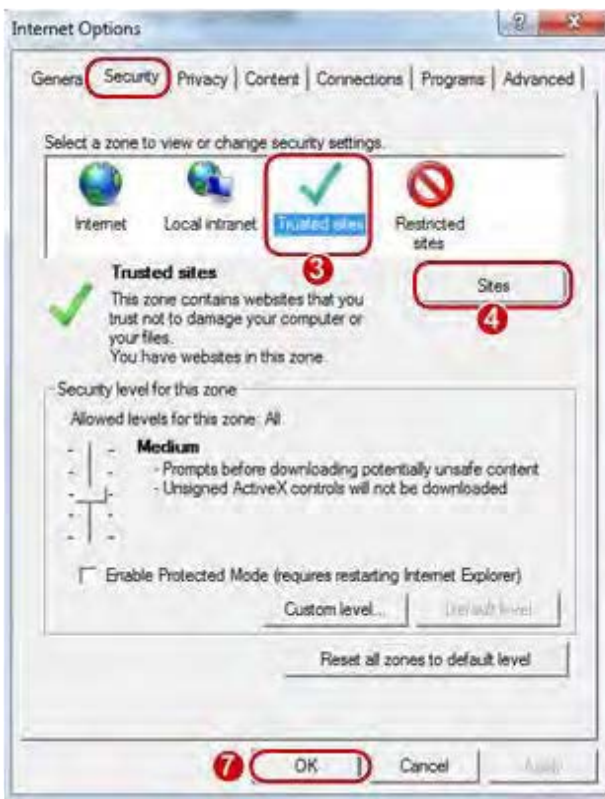 Internet Options
General Security Privacy Content Connections Programs Advanced
Select a zone to view or change security settings.
Internet Local intranet Trusted sites Restricted sites
3
Trusted sites
Sites
4
This zone contains websites that you
trust not to damage your computer or
your files.
You have websites in this zone.
Security level for this zone
Allowed levels for this zone: All
Medium
- Prompts before downloading potentially unsafe content
- Unsigned ActiveX controls will not be downloaded
Enable Protected Mode (requires restarting Internet Explorer)
Custom level... Default level
Reset all zones to default level
7 OK Cancel Apply